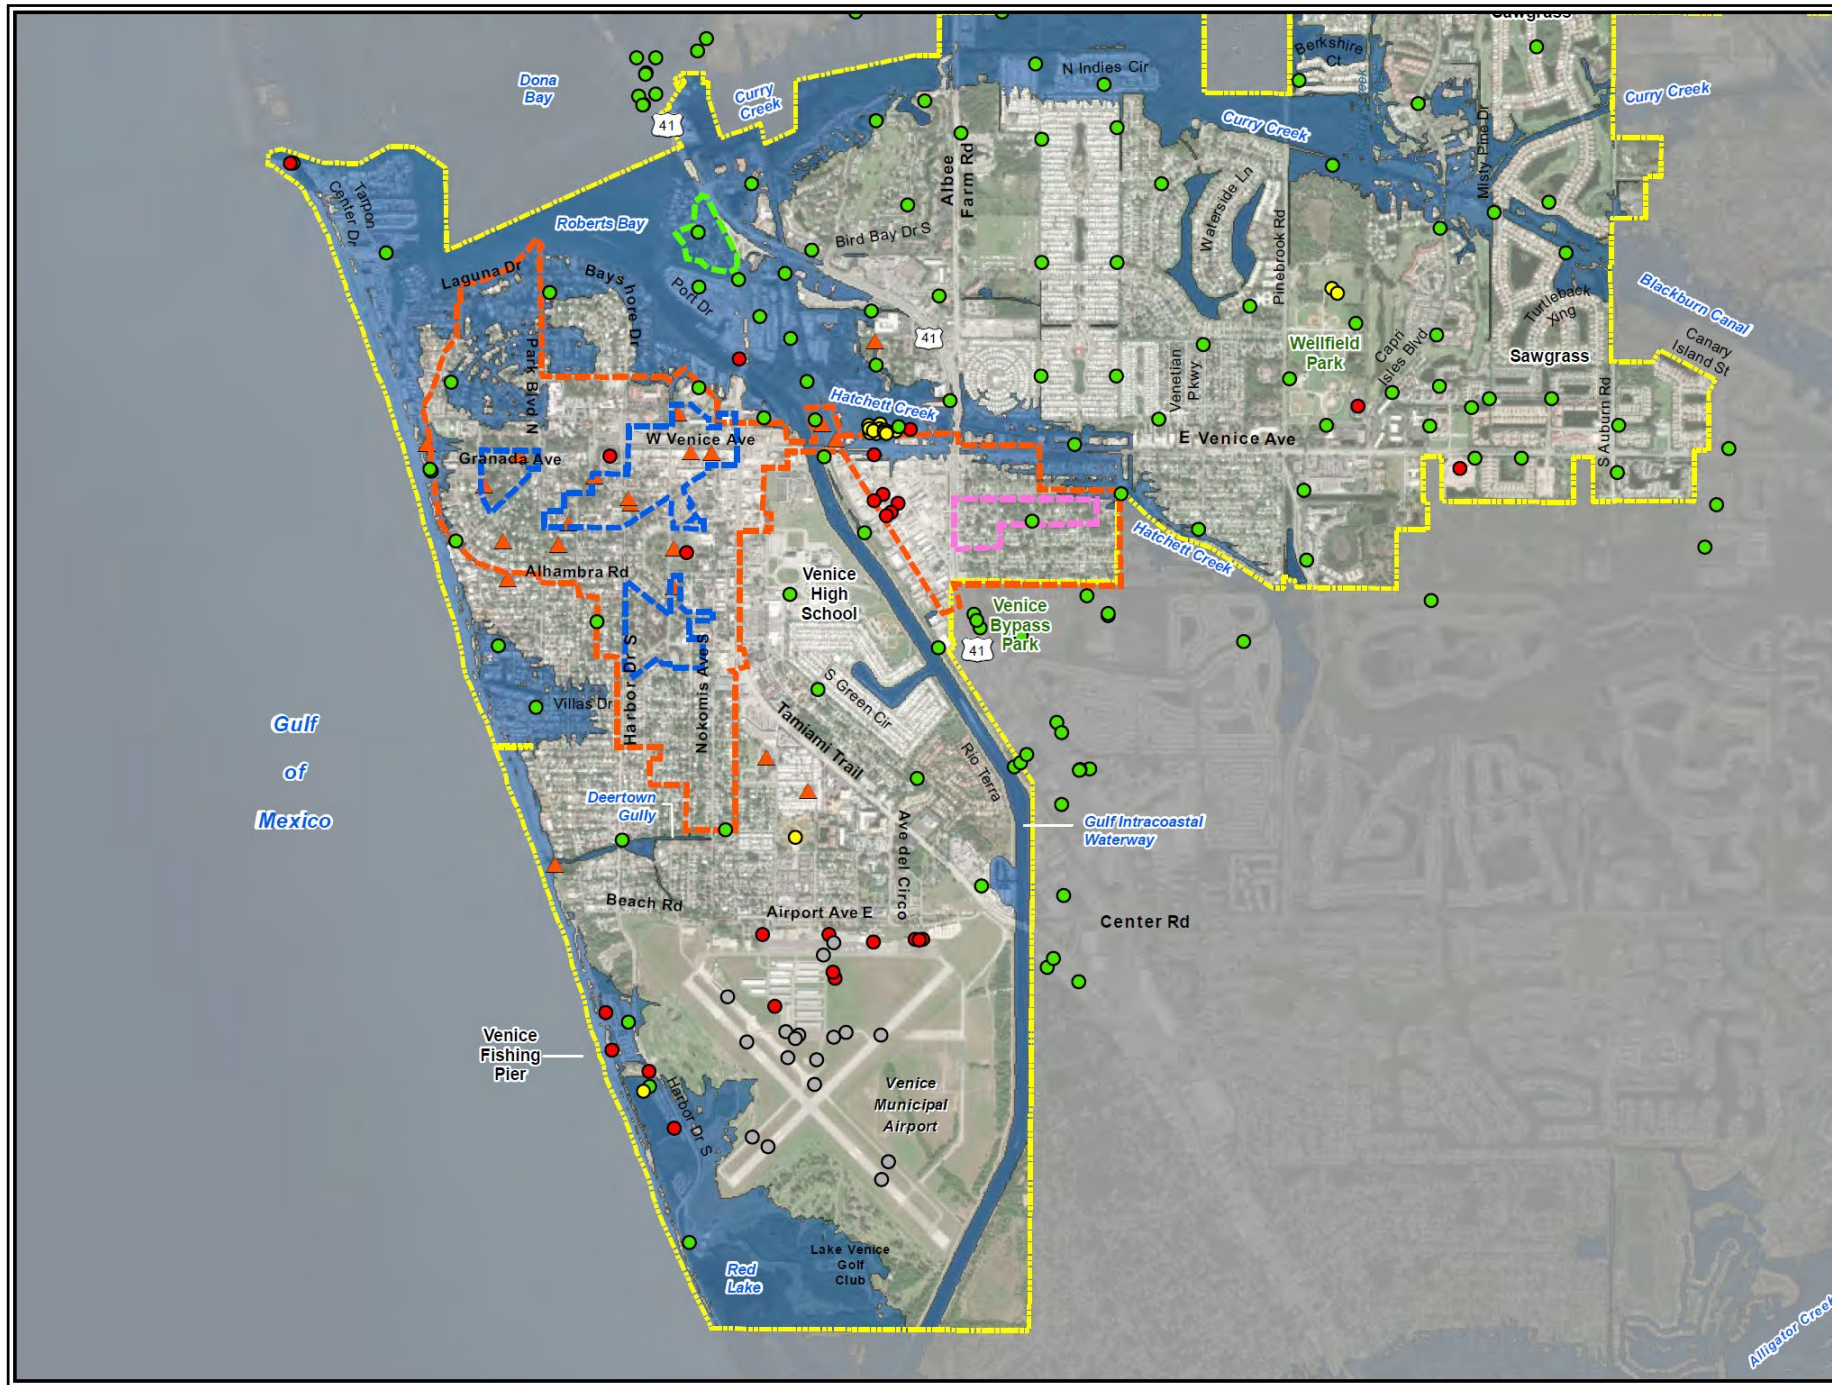 Sawgrass
Berkshire
Ct
N Indies Cir
Dona
Bay
Curry
Creek
Curry Creek
41
Curry Creek
Misty Pine Dr
Albee
Farm Rd
Tarpon
Center Dr
Waterside Ln
Roberts Bay
Bird Bay Dr S
Pinebrook Rd
Laguna Dr
Bayshore Dr
Port Dr
Turtleback
Xing
Blackburn Canal
41
Wellfield
Park
Capri
Isles Blvd
Canary
Island St
Sawgrass
Park Blvd N
Venetian
Pkwy
Hatchett Creek
S Auburn Rd
W Venice Ave
E Venice Ave
Granada Ave
Hatchett Creek
Alhambra Rd
Venice
High
School
Venice
Bypass
Park
41
Harbor Dr S
Nokomis Ave S
Villas Dr
S Green Cir
Tamiami Trail
Rio Terra
Gulf
of
Mexico
Deertown
Gully
Gulf Intracoastal
Waterway
Ave del Circo
Beach Rd
Airport Ave E
Center Rd
Venice
Fishing
Pier
Harbor Dr S
Venice
Municipal
Airport
Lake Venice
Golf
Club
Red
Lake
Alligator Creek